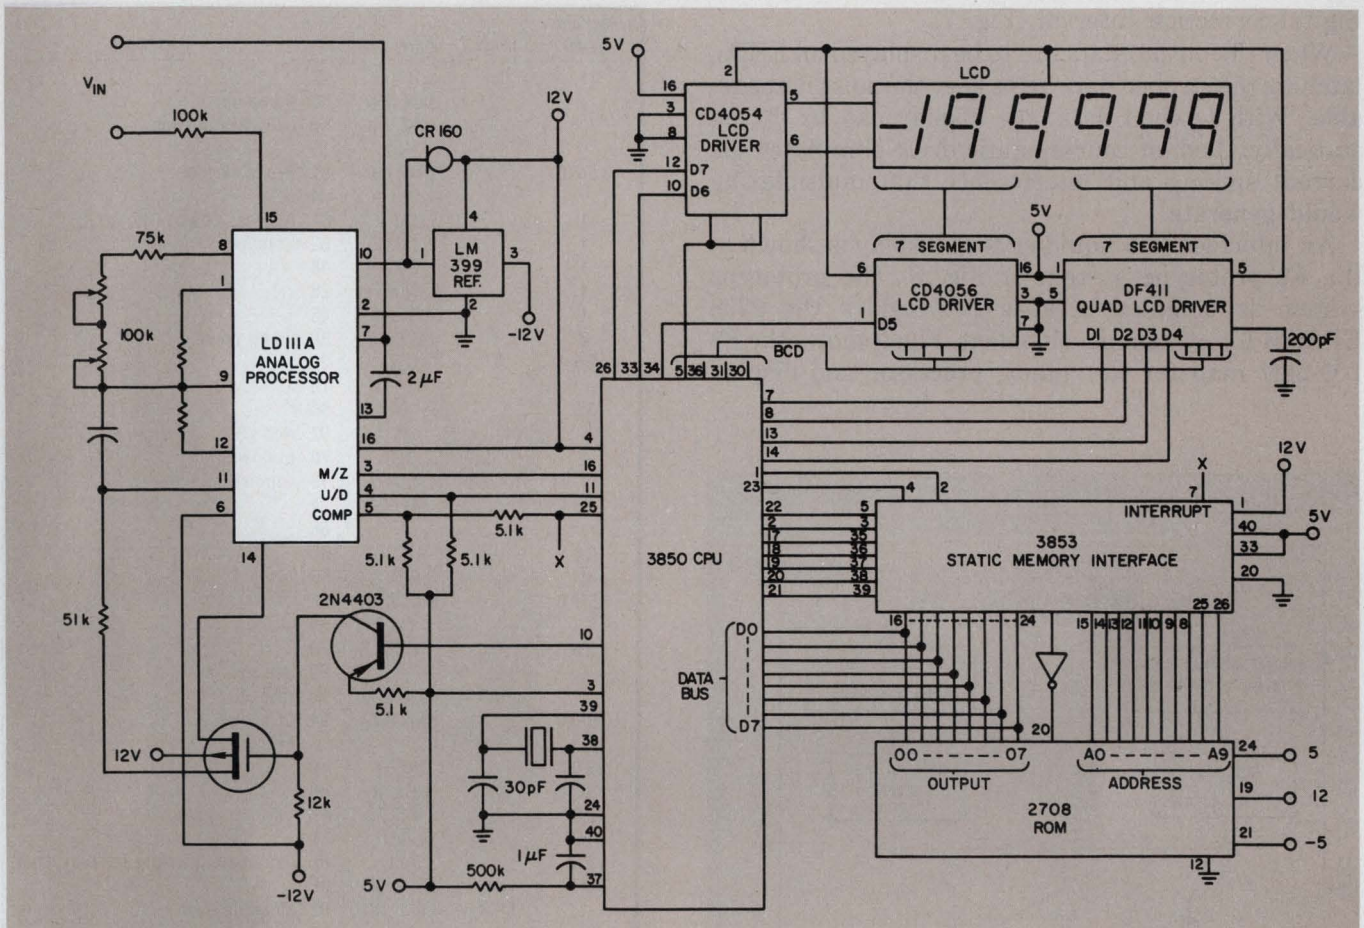 V_IN
100k
CR 160
12V
5V
16
3
8
12
10
2
CD4054
LCD
DRIVER
D7
D6
5
6
LCD
-199999
7 SEGMENT
7 SEGMENT
5V
6
1
CD4056
LCD DRIVER
D5
16
3
7
1
5
5
DF411
QUAD LCD DRIVER
D1 D2 D3 D4
200pF
BCD
15
75k
8
1
100k
9
12
11
6
14
LD111A
ANALOG
PROCESSOR
M/Z
U/D
COMP
10
2
7
13
16
3
4
5
4
LM
399
REF.
1
3
2
-12V
2 µF
5.1k
5.1k
5.1k
X
26 33 34 5 36 31 30
4
16
11
25
10
3
39
38
24
40
37
3850 CPU
7
8
13
14
1
23
22
2
17
18
19
20
21
4
2
5
3
35
36
37
38
39
X
7
INTERRUPT
3853
STATIC MEMORY INTERFACE
12V
1
40
33
5V
20
25 26
16
24
15 14 13 12 11 10 9 8
D0
DATA
BUS
D7
20
51k
2N4403
5.1k
12V
12k
-12V
30pF
1µF
500k
5V
O0
O7
OUTPUT
A0
A9
ADDRESS
2708
ROM
24
5
19
12
21
-5
12